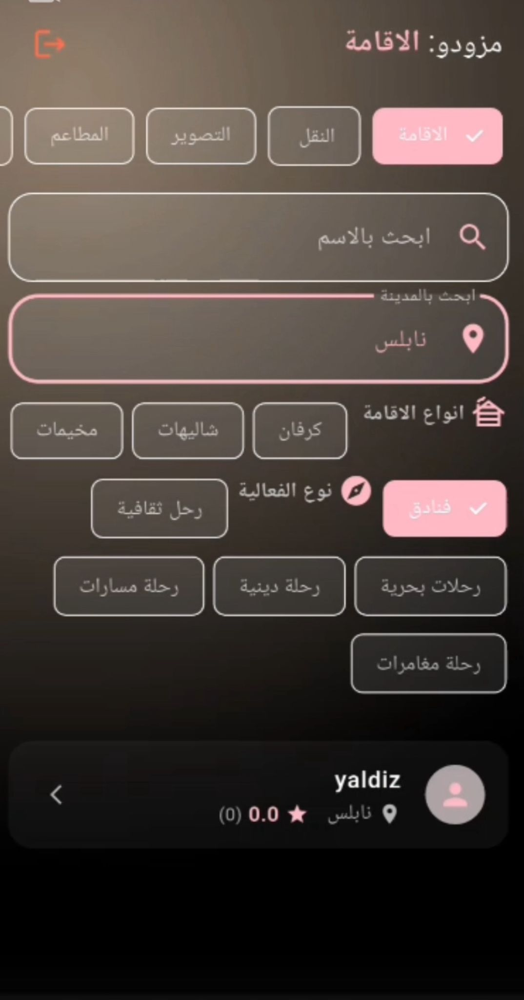 مزودو: الاقامة
الاقامة النقل التصوير المطاعم
ابحث بالاسم
ابحث بالمدينة
نابلس
انواع الاقامة كرفان شاليهات مخيمات
فنادق نوع الفعالية رحل ثقافية
رحلات بحرية رحلة دينية رحلة مسارات
رحلة مغامرات
yaldiz
نابلس 0.0 (0)